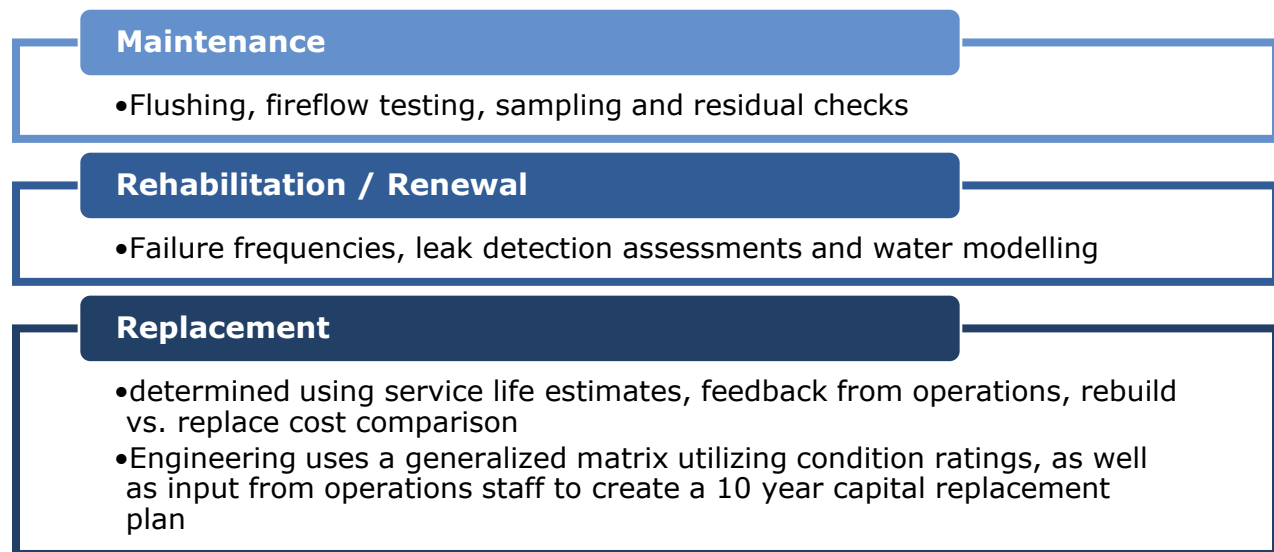 Maintenance
•Flushing, fireflow testing, sampling and residual checks
Rehabilitation / Renewal
•Failure frequencies, leak detection assessments and water modelling
Replacement
•determined using service life estimates, feedback from operations, rebuild
vs. replace cost comparison
•Engineering uses a generalized matrix utilizing condition ratings, as well
as input from operations staff to create a 10 year capital replacement
plan